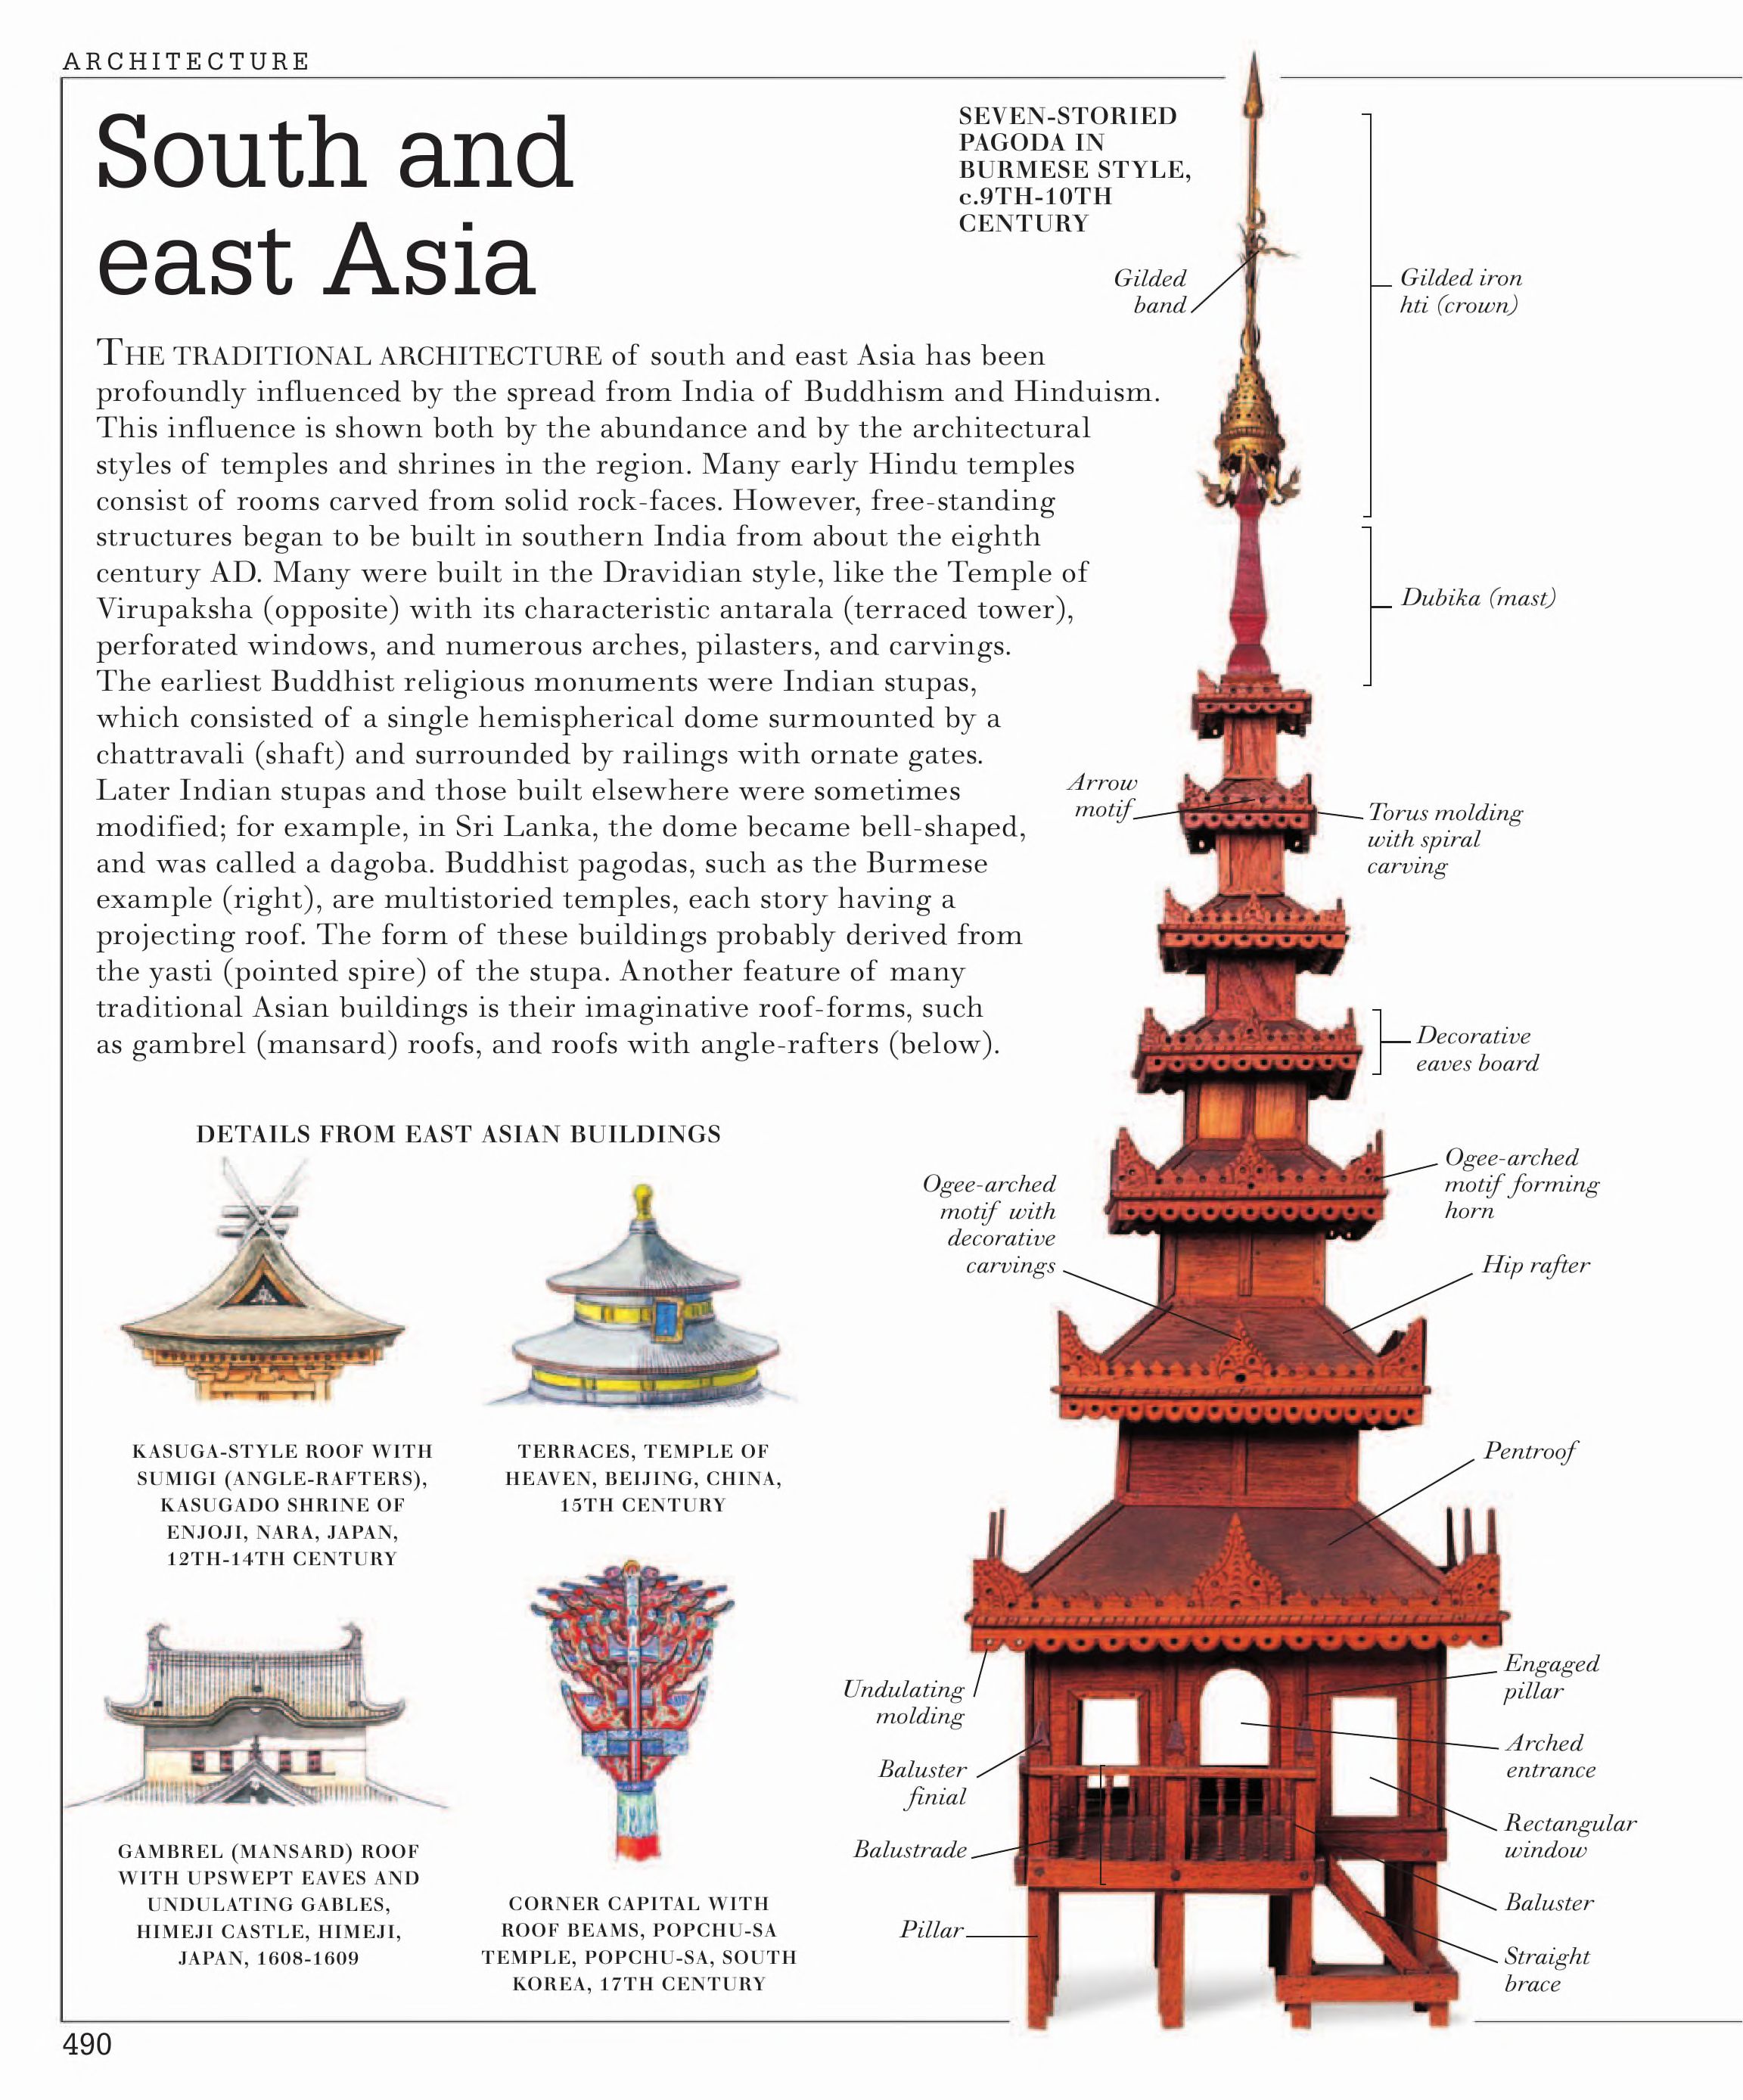 ARCHITECTURE
South and
east Asia
THE TRADITIONAL ARCHITECTURE of south and east Asia has been
profoundly influenced by the spread from India of Buddhism and Hinduism.
This influence is shown both by the abundance and by the architectural
styles of temples and shrines in the region. Many early Hindu temples
consist of rooms carved from solid rock-faces. However, free-standing
structures began to be built in southern India from about the eighth
century AD. Many were built in the Dravidian style, like the Temple of
Virupaksha (opposite) with its characteristic antarala (terraced tower),
perforated windows, and numerous arches, pilasters, and carvings.
The earliest Buddhist religious monuments were Indian stupas,
which consisted of a single hemispherical dome surmounted by a
chattravali (shaft) and surrounded by railings with ornate gates.
Later Indian stupas and those built elsewhere were sometimes
modified; for example, in Sri Lanka, the dome became bell-shaped,
and was called a dagoba. Buddhist pagodas, such as the Burmese
example (right), are multistoried temples, each story having a
projecting roof. The form of these buildings probably derived from
the yasti (pointed spire) of the stupa. Another feature of many
traditional Asian buildings is their imaginative roof-forms, such
as gambrel (mansard) roofs, and roofs with angle-rafters (below).
DETAILS FROM EAST ASIAN BUILDINGS
KASUGA-STYLE ROOF WITH
SUMIGI (ANGLE-RAFTERS),
KASUGADO SHRINE OF
ENJOJI, NARA, JAPAN,
12TH-14TH CENTURY
TERRACES, TEMPLE OF
HEAVEN, BEIJING, CHINA,
15TH CENTURY
GAMBREL (MANSARD) ROOF
WITH UPSWEPT EAVES AND
UNDULATING GABLES,
HIMEJI CASTLE, HIMEJI,
JAPAN, 1608-1609
CORNER CAPITAL WITH
ROOF BEAMS, POPCHU-SA
TEMPLE, POPCHU-SA, SOUTH
KOREA, 17TH CENTURY
SEVEN-STORIED
PAGODA IN
BURMESE STYLE,
c.9TH-10TH
CENTURY
Gilded
band
Gilded iron
hti (crown)
Dubika (mast)
Arrow
motif
Torus molding
with spiral
carving
Decorative
eaves board
Ogee-arched
motif with
decorative
carvings
Ogee-arched
motif forming
horn
Hip rafter
Pentroof
Undulating
molding
Baluster
finial
Balustrade
Pillar
Engaged
pillar
Arched
entrance
Rectangular
window
Baluster
Straight
brace
490